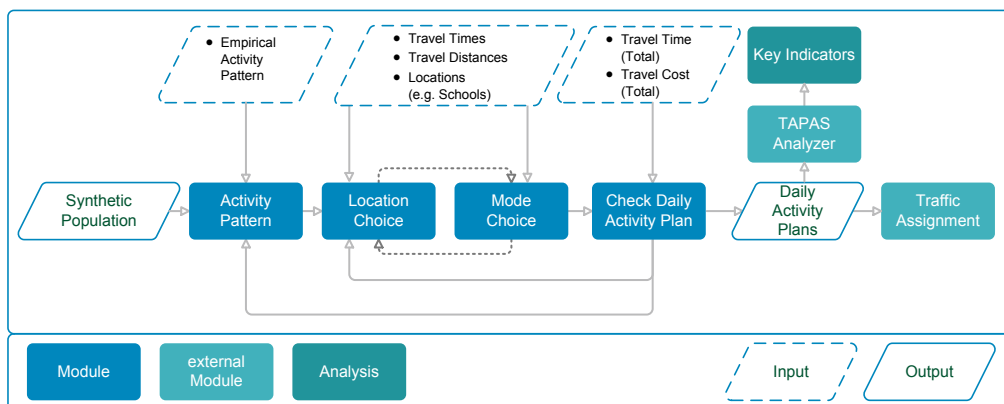 • Empirical
Activity
Pattern
• Travel Times
• Travel Distances
• Locations
(e.g. Schools)
• Travel Time
(Total)
• Travel Cost
(Total)
Key Indicators
TAPAS
Analyzer
Synthetic
Population
Activity
Pattern
Location
Choice
Mode
Choice
Check Daily
Activity Plan
Daily
Activity
Plans
Traffic
Assignment
Module
external
Module
Analysis
Input
Output